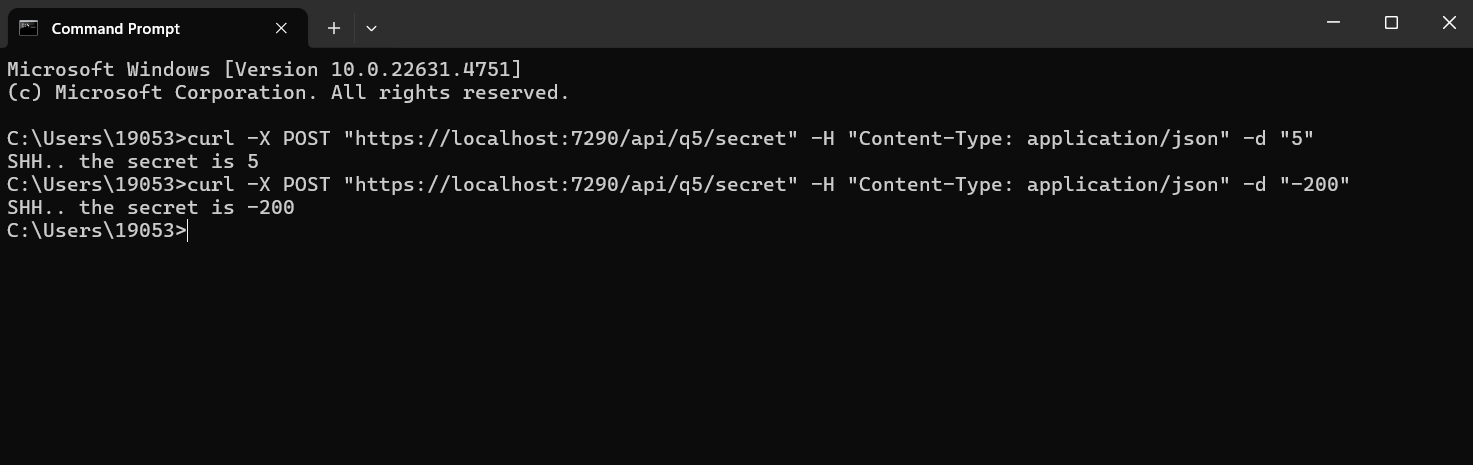 Command Prompt
Microsoft Windows [Version 10.0.22631.4751]
(c) Microsoft Corporation. All rights reserved.
C:\Users\19053>curl -X POST "https://localhost:7290/api/q5/secret" -H "Content-Type: application/json" -d "5"
SHH.. the secret is 5
C:\Users\19053>curl -X POST "https://localhost:7290/api/q5/secret" -H "Content-Type: application/json" -d "-200"
SHH.. the secret is -200
C:\Users\19053>